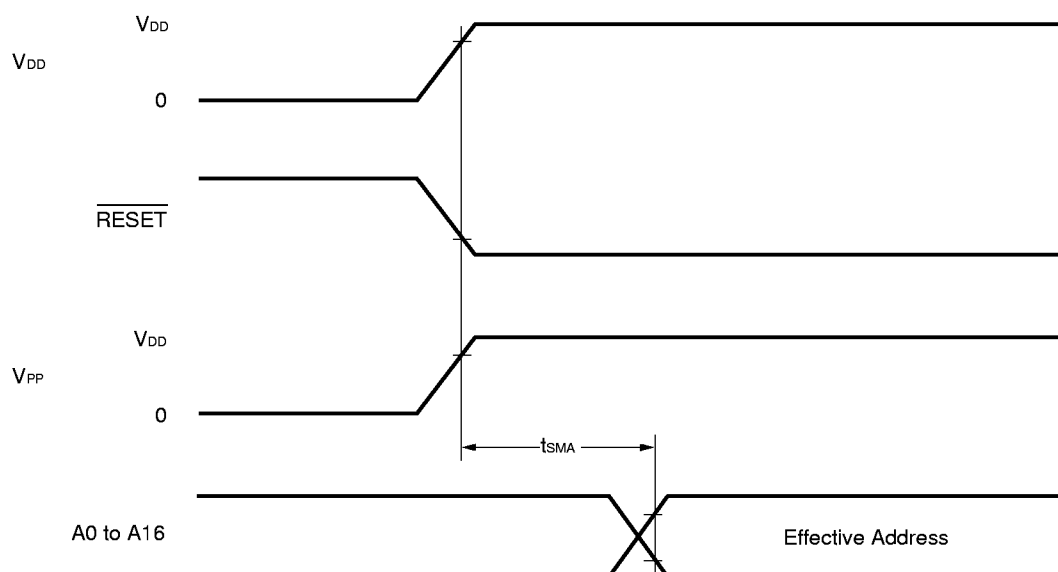 VDD
VDD
0
RESET
VDD
VPP
0
tSMA
A0 to A16
Effective Address